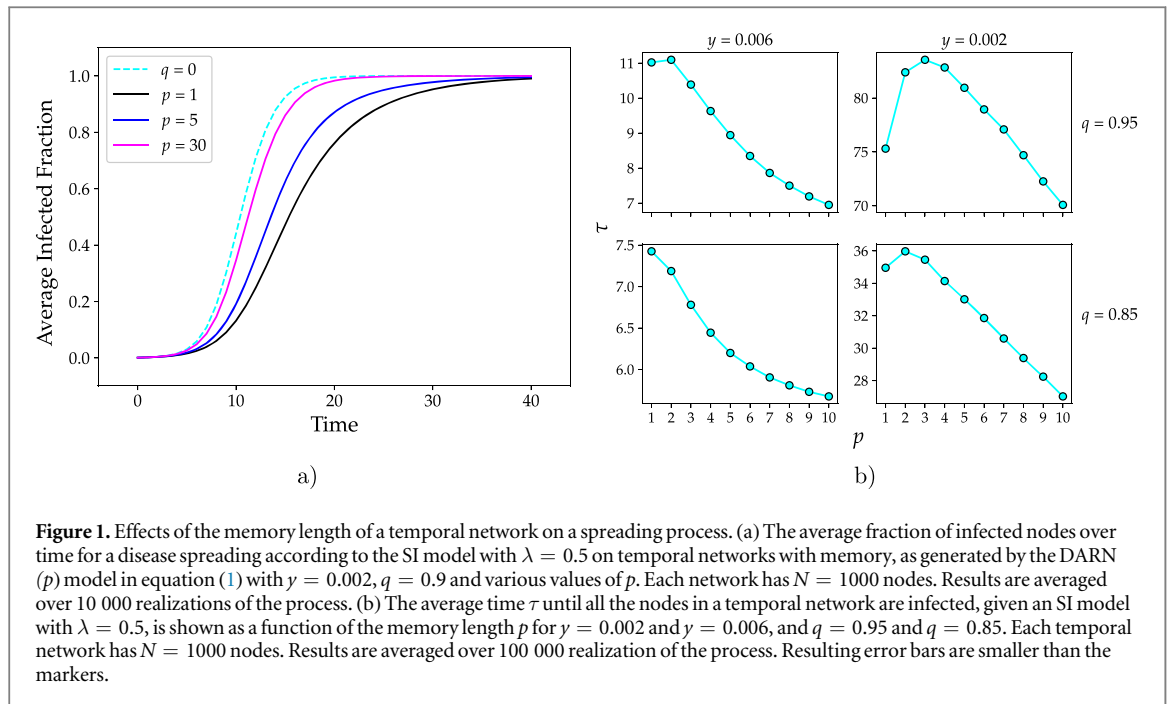 y = 0.006
y = 0.002
1.0
0.8
0.6
0.4
0.2
0.0
q = 0
p = 1
p = 5
p = 30
Average Infected Fraction
0 10 20 30 40
Time
a)
11
10
9
8
7
80
75
70
q = 0.95
τ
7.5
7.0
6.5
6.0
36
34
32
30
28
q = 0.85
1 2 3 4 5 6 7 8 9 10
1 2 3 4 5 6 7 8 9 10
p
b)
Figure 1. Effects of the memory length of a temporal network on a spreading process. (a) The average fraction of infected nodes over
time for a disease spreading according to the SI model with λ = 0.5 on temporal networks with memory, as generated by the DARN
(p) model in equation (1) with y = 0.002, q = 0.9 and various values of p. Each network has N = 1000 nodes. Results are averaged
over 10 000 realizations of the process. (b) The average time τ until all the nodes in a temporal network are infected, given an SI model
with λ = 0.5, is shown as a function of the memory length p for y = 0.002 and y = 0.006, and q = 0.95 and q = 0.85. Each temporal
network has N = 1000 nodes. Results are averaged over 100 000 realization of the process. Resulting error bars are smaller than the
markers.